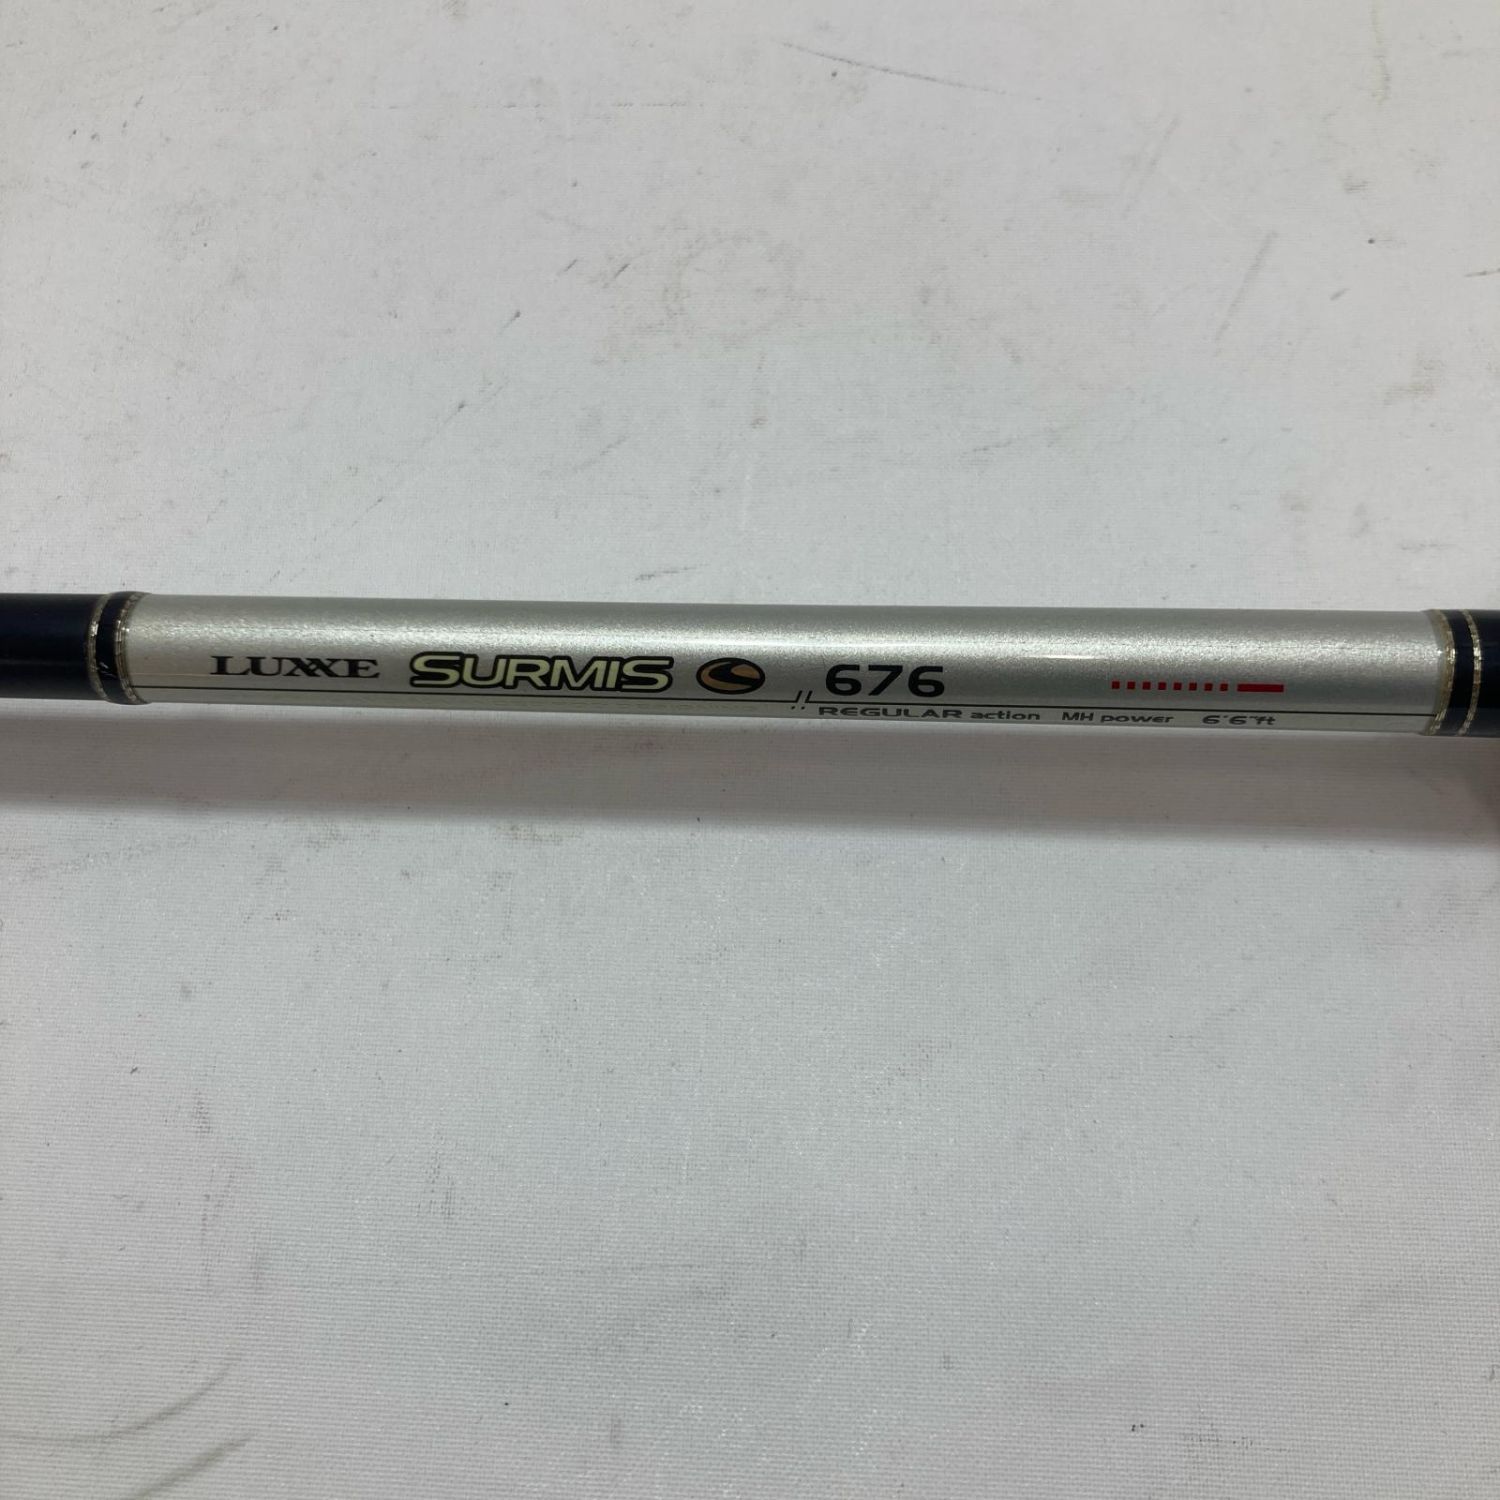 LUXXE SURMIS 676
REGULAR action MH power 6'6"ft